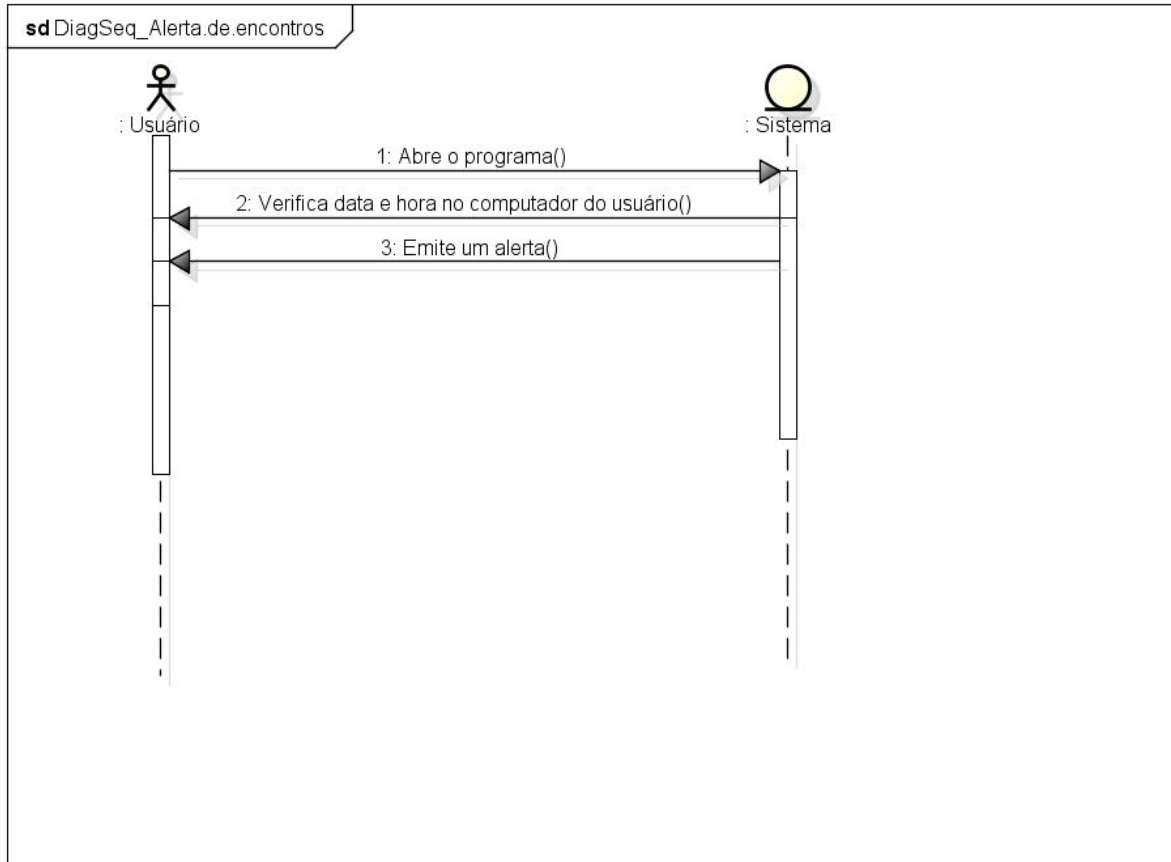 sd DiagSeq_Alerta.de.encontros
: Usuário
: Sistema
1: Abre o programa()
2: Verifica data e hora no computador do usuário()
3: Emite um alerta()